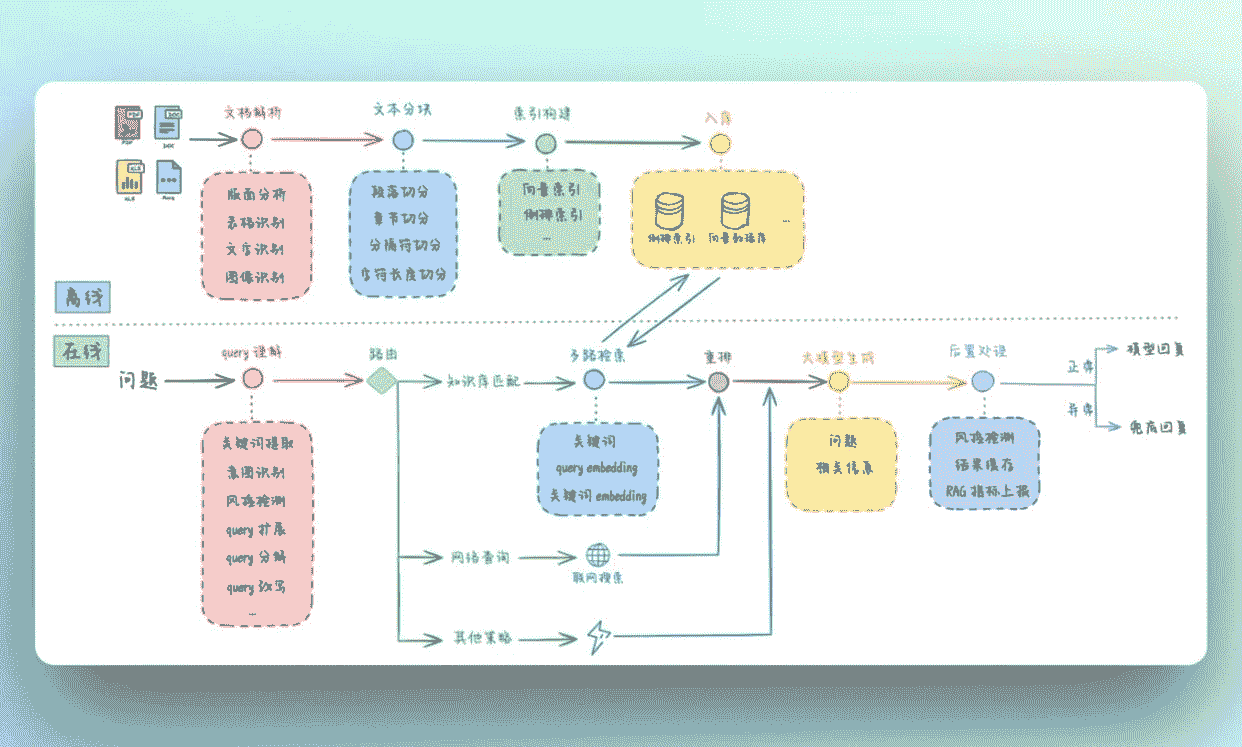 文档解析
文本分块
索引构建
入库
PDF
DOC
XLS
版面分析
表格识别
文字识别
图像识别
段落切分
章节切分
分隔符切分
字符长度切分
向量索引
倒排索引
...
倒排索引
向量数据库
...
离线
在线
问题
query 理解
路由
知识库匹配
多路检索
重排
大模型生成
后置处理
正常
模型回复
异常
兜底回复
关键词提取
意图识别
风控检测
query 扩展
query 分解
query 改写
...
关键词
query embedding
关键词 embedding
问题
相关信息
风控检测
结果缓存
RAG 指标上报
网络查询
联网搜索
其他策略